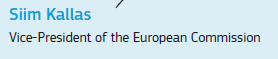 Siim Kallas
Vice-President of the European Commission